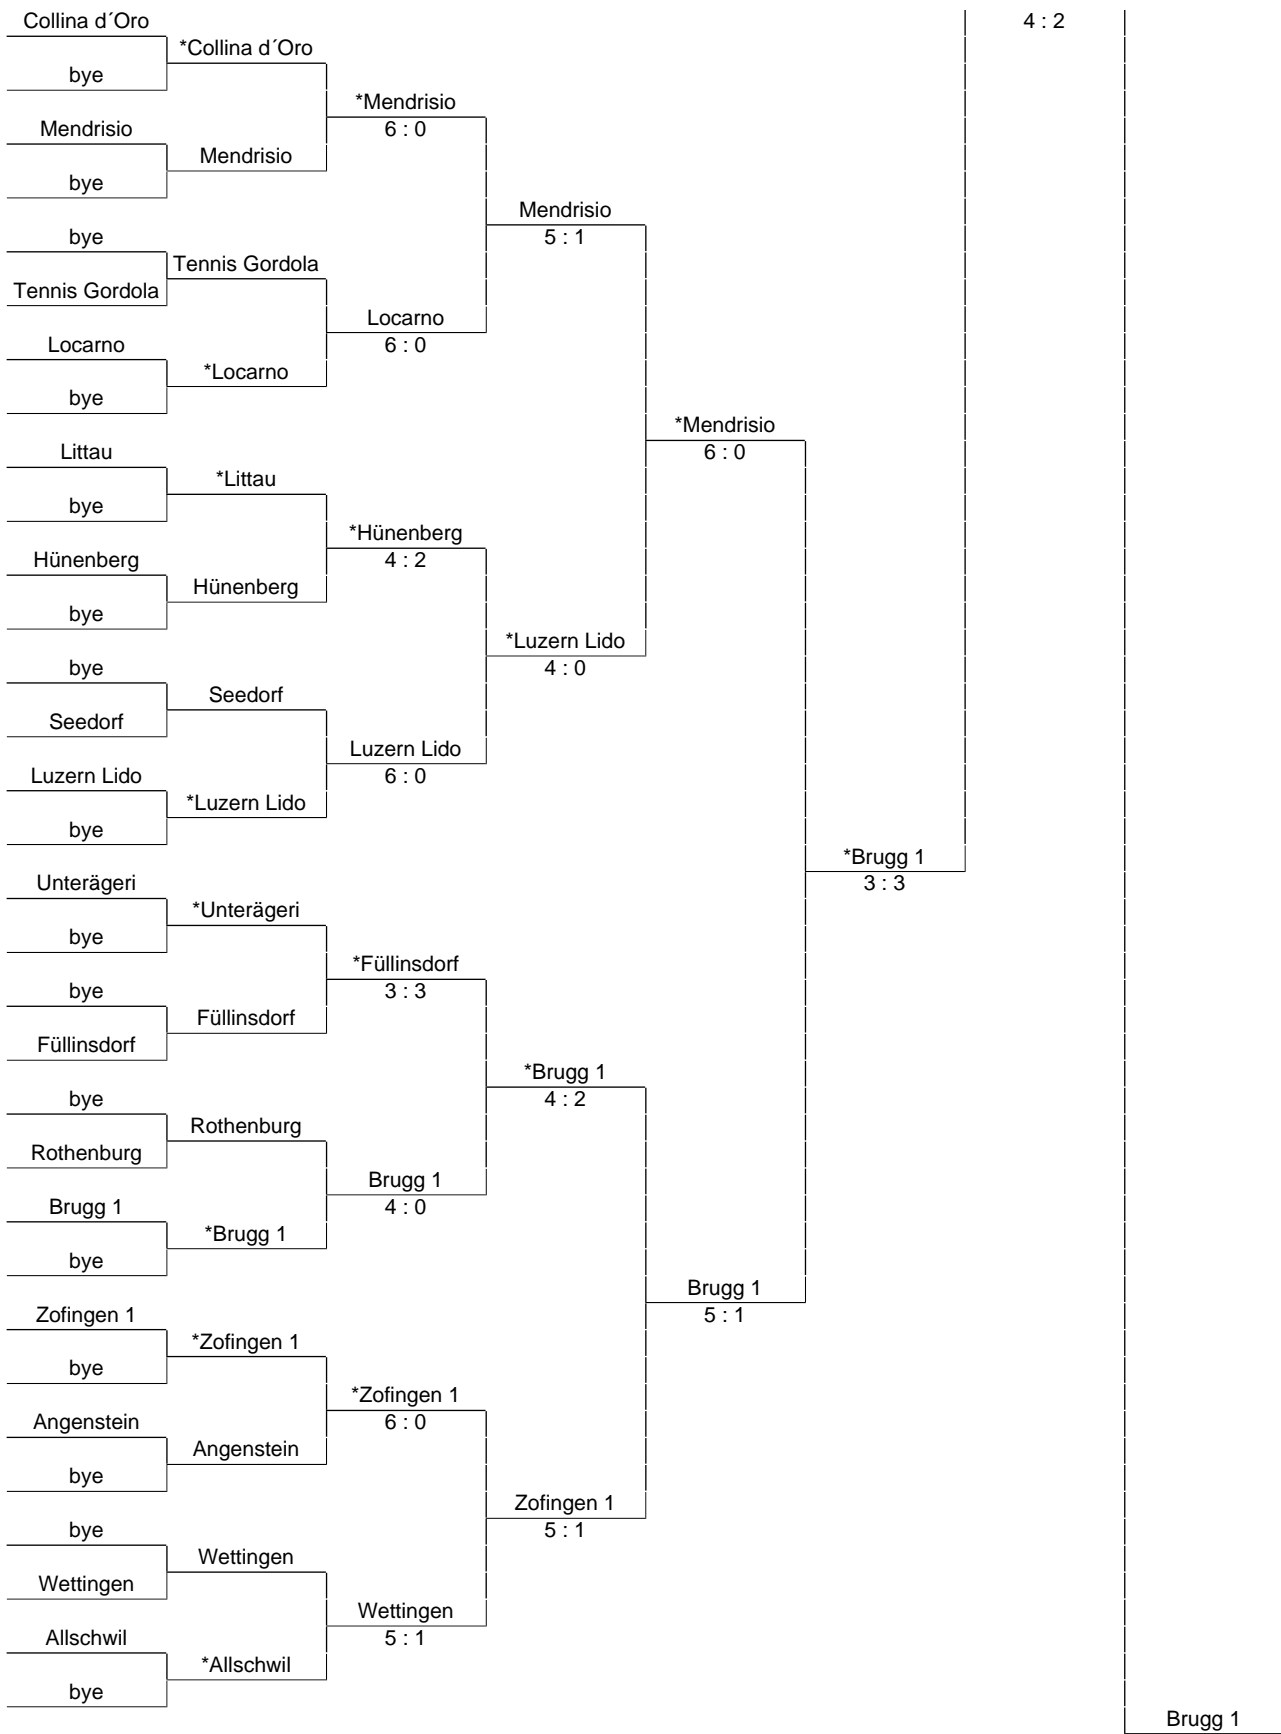 Collina d´Oro
4 : 2
*Collina d´Oro
bye
*Mendrisio
Mendrisio
6 : 0
Mendrisio
bye
Mendrisio
bye
5 : 1
Tennis Gordola
Tennis Gordola
Locarno
Locarno
6 : 0
*Locarno
bye
*Mendrisio
Littau
6 : 0
*Littau
bye
*Hünenberg
Hünenberg
4 : 2
Hünenberg
bye
*Luzern Lido
bye
4 : 0
Seedorf
Seedorf
Luzern Lido
Luzern Lido
6 : 0
*Luzern Lido
bye
*Brugg 1
Unterägeri
3 : 3
*Unterägeri
bye
*Füllinsdorf
bye
3 : 3
Füllinsdorf
Füllinsdorf
*Brugg 1
bye
4 : 2
Rothenburg
Rothenburg
Brugg 1
Brugg 1
4 : 0
*Brugg 1
bye
Brugg 1
Zofingen 1
5 : 1
*Zofingen 1
bye
*Zofingen 1
Angenstein
6 : 0
Angenstein
bye
Zofingen 1
bye
5 : 1
Wettingen
Wettingen
Wettingen
Allschwil
5 : 1
*Allschwil
bye
Brugg 1